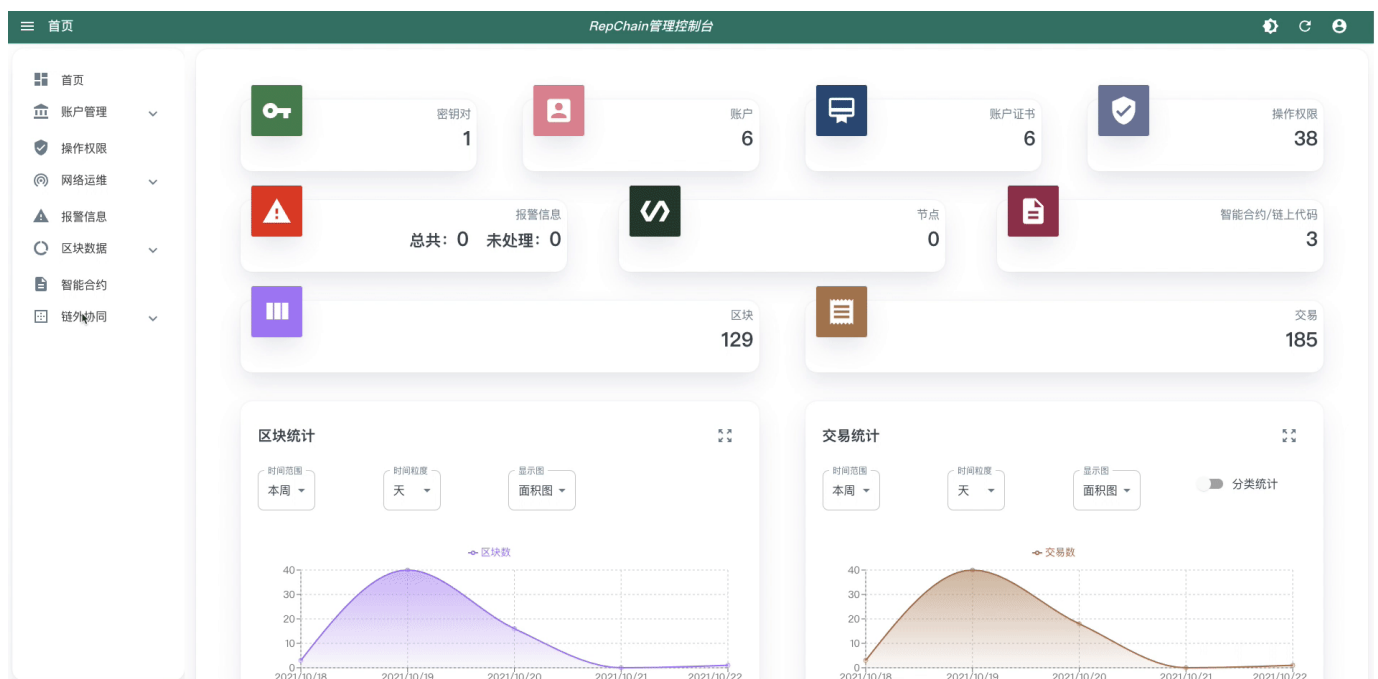 首页 RepChain管理控制台
首页
账户管理
操作权限
网络运维
报警信息
区块数据
智能合约
链外协同
密钥对
1
账户
6
账户证书
6
操作权限
38
报警信息
总共: 0 未处理: 0
节点
0
智能合约/链上代码
3
区块
129
交易
185
区块统计
时间范围 时间粒度 显示图
本周 天 面积图
区块数
40
30
20
10
0
2021/10/18 2021/10/19 2021/10/20 2021/10/21 2021/10/22
交易统计
时间范围 时间粒度 显示图
本周 天 面积图 分类统计
交易数
40
30
20
10
0
2021/10/18 2021/10/19 2021/10/20 2021/10/21 2021/10/22